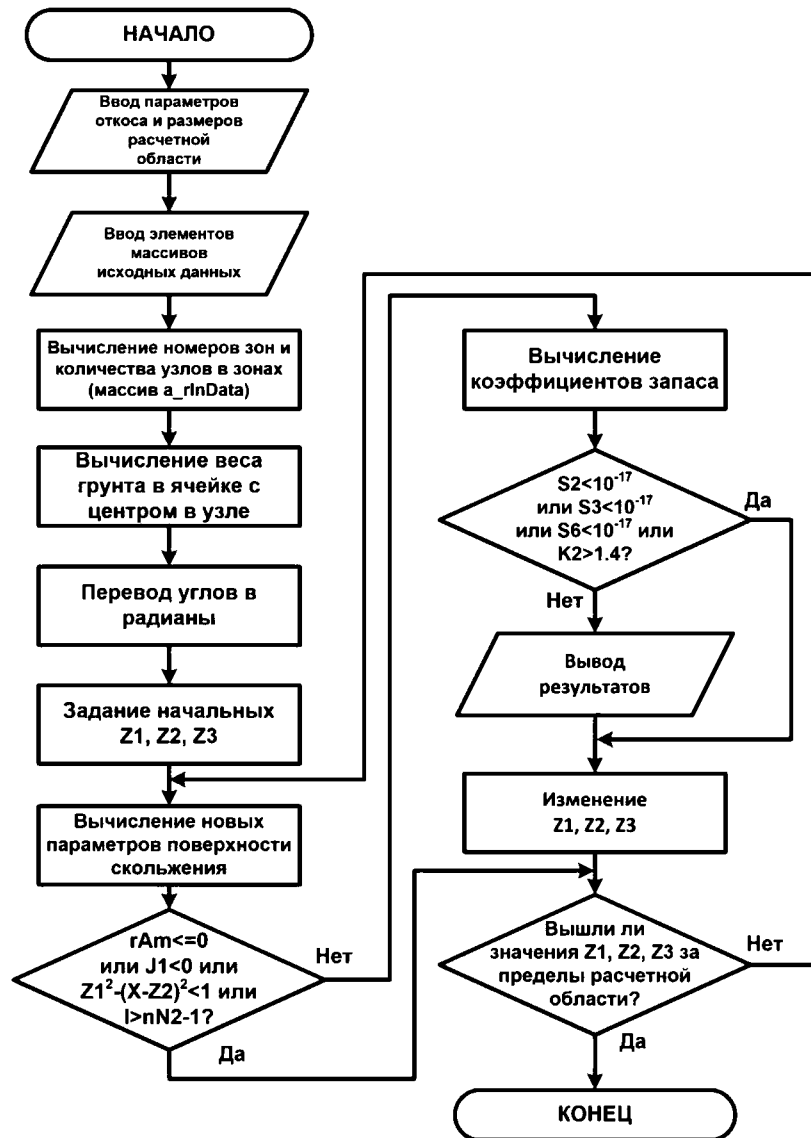 НАЧАЛО
Ввод параметров
откоса и размеров
расчетной
области
Ввод элементов
массивов
исходных данных
Вычисление номеров зон и
количества узлов в зонах
(массив a_rInData)
Вычисление веса
грунта в ячейке с
центром в узле
Перевод углов в
радианы
Задание начальных
Z1, Z2, Z3
Вычисление новых
параметров поверхности
скольжения
rAm<=0
или J1<0 или
Z1²-(X-Z2)²<1 или
I>nN2-1?
Нет
Да
Вычисление
коэффициентов запаса
S2<10⁻¹⁷
или S3<10⁻¹⁷
или S6<10⁻¹⁷ или
K2>1.4?
Да
Нет
Вывод
результатов
Изменение
Z1, Z2, Z3
Вышли ли
значения Z1, Z2, Z3 за
пределы расчетной
области?
Нет
Да
КОНЕЦ